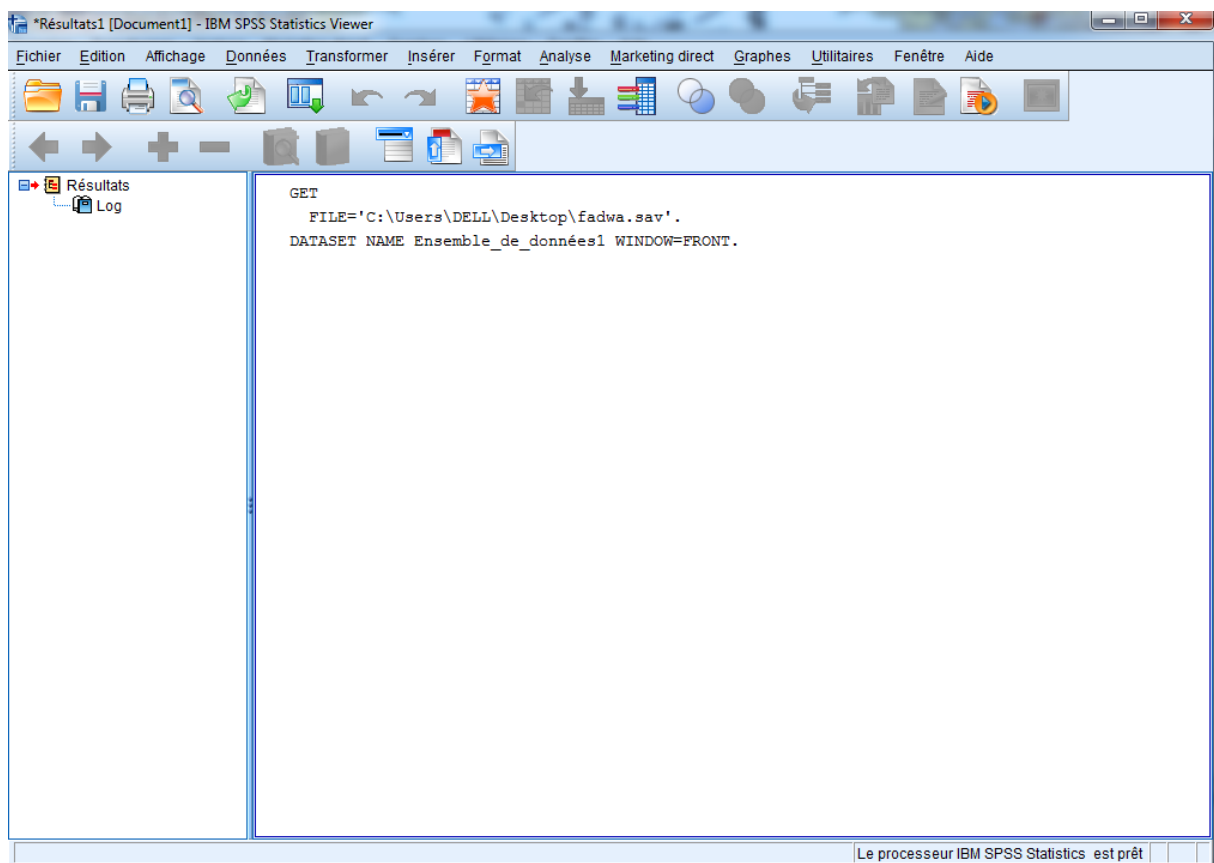 *Résultats1 [Document1] - IBM SPSS Statistics Viewer
Fichier Edition Affichage Données Transformer Insérer Format Analyse Marketing direct Graphes Utilitaires Fenêtre Aide
Résultats
Log
GET
FILE='C:\Users\DELL\Desktop\fadwa.sav'.
DATASET NAME Ensemble_de_données1 WINDOW=FRONT.
Le processeur IBM SPSS Statistics est prêt